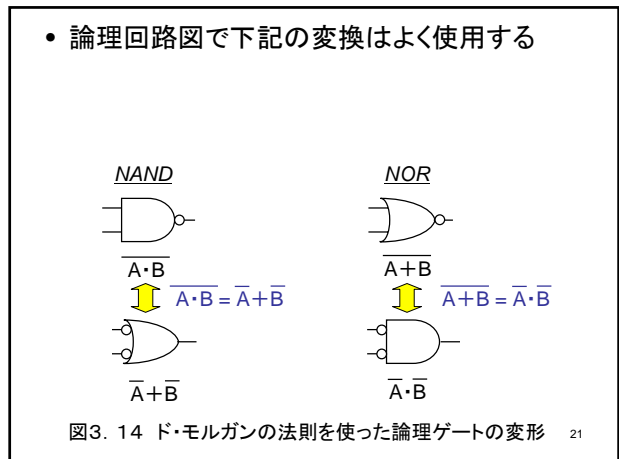 • 論理回路図で下記の変換はよく使用する
NAND
NOR
A̅・̅B̅
A̅+̅B̅
A̅・̅B̅ = A̅+B̅
A̅+̅B̅ = A̅・B̅
A̅+B̅
A̅・B̅
図3. 14 ド・モルガンの法則を使った論理ゲートの変形
21